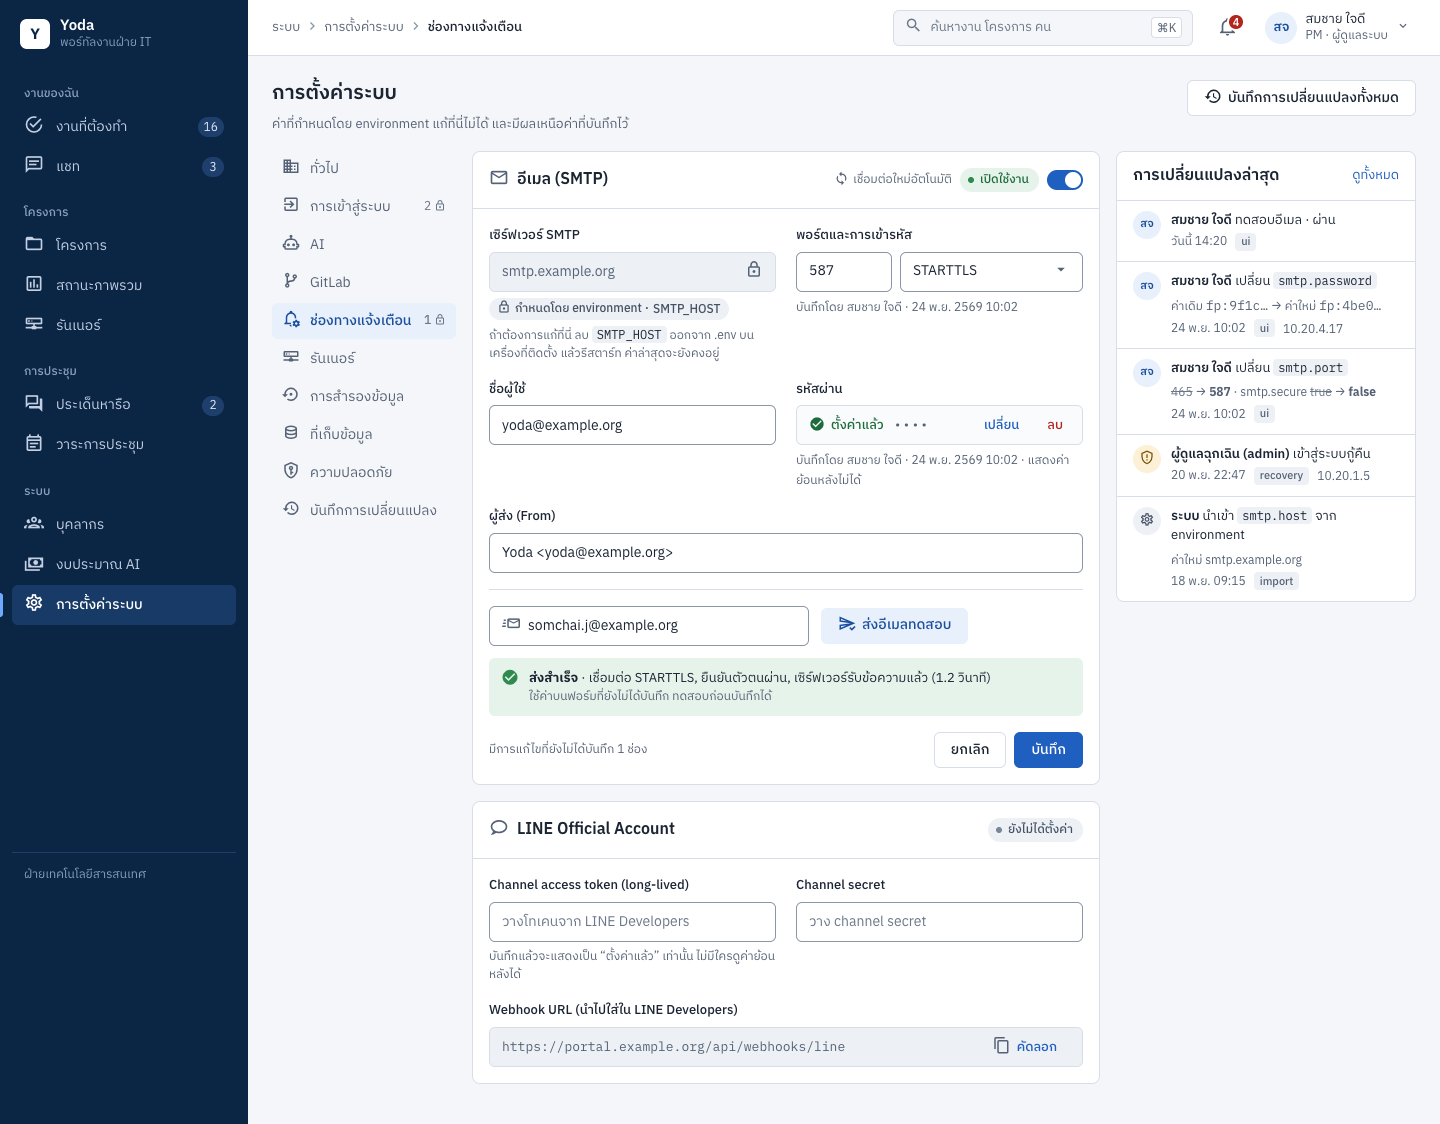 Yoda
พอร์ทัลงานฝ่าย IT
งานของฉัน
งานที่ต้องทำ 16
แชท 3
โครงการ
โครงการ
สถานะภาพรวม
รันเนอร์
การประชุม
ประเด็นหารือ 2
วาระการประชุม
ระบบ
บุคลากร
งบประมาณ AI
การตั้งค่าระบบ
ฝ่ายเทคโนโลยีสารสนเทศ
ระบบ > การตั้งค่าระบบ > ช่องทางแจ้งเตือน
ค้นหางาน โครงการ คน ⌘K
4
สจ
สมชาย ใจดี
PM · ผู้ดูแลระบบ
การตั้งค่าระบบ
ค่าที่กำหนดโดย environment แก้ที่นี่ไม่ได้ และมีผลเหนือค่าที่บันทึกไว้
บันทึกการเปลี่ยนแปลงทั้งหมด
ทั่วไป
การเข้าสู่ระบบ 2
AI
GitLab
ช่องทางแจ้งเตือน 1
รันเนอร์
การสำรองข้อมูล
ที่เก็บข้อมูล
ความปลอดภัย
บันทึกการเปลี่ยนแปลง
อีเมล (SMTP)
เชื่อมต่อใหม่อัตโนมัติ
เปิดใช้งาน
เซิร์ฟเวอร์ SMTP
smtp.example.org
กำหนดโดย environment · SMTP_HOST
ถ้าต้องการแก้ที่นี่ ลบ SMTP_HOST ออกจาก .env บน
เครื่องที่ติดตั้ง แล้วรีสตาร์ท ค่าล่าสุดจะยังคงอยู่
พอร์ตและการเข้ารหัส
587 STARTTLS
บันทึกโดย สมชาย ใจดี · 24 พ.ย. 2569 10:02
ชื่อผู้ใช้
yoda@example.org
รหัสผ่าน
ตั้งค่าแล้ว •••• เปลี่ยน ลบ
บันทึกโดย สมชาย ใจดี · 24 พ.ย. 2569 10:02 · แสดงค่า
ย้อนหลังไม่ได้
ผู้ส่ง (From)
Yoda <yoda@example.org>
somchai.j@example.org
ส่งอีเมลทดสอบ
ส่งสำเร็จ · เชื่อมต่อ STARTTLS, ยืนยันตัวตนผ่าน, เซิร์ฟเวอร์รับข้อความแล้ว (1.2 วินาที)
ใช้ค่าบนฟอร์มที่ยังไม่ได้บันทึก ทดสอบก่อนบันทึกได้
มีการแก้ไขที่ยังไม่ได้บันทึก 1 ช่อง
ยกเลิก บันทึก
LINE Official Account
ยังไม่ได้ตั้งค่า
Channel access token (long-lived)
วางโทเคนจาก LINE Developers
บันทึกแล้วจะแสดงเป็น “ตั้งค่าแล้ว” เท่านั้น ไม่มีใครดูค่าย้อน
หลังได้
Channel secret
วาง channel secret
Webhook URL (นำไปใส่ใน LINE Developers)
https://portal.example.org/api/webhooks/line
คัดลอก
การเปลี่ยนแปลงล่าสุด ดูทั้งหมด
สจ
สมชาย ใจดี ทดสอบอีเมล · ผ่าน
วันนี้ 14:20 ui
สจ
สมชาย ใจดี เปลี่ยน smtp.password
ค่าเดิม fp:9f1c… → ค่าใหม่ fp:4be0…
24 พ.ย. 10:02 ui 10.20.4.17
สจ
สมชาย ใจดี เปลี่ยน smtp.port
465 → 587 · smtp.secure true → false
24 พ.ย. 10:02 ui
ผู้ดูแลฉุกเฉิน (admin) เข้าสู่ระบบกู้คืน
20 พ.ย. 22:47 recovery 10.20.1.5
ระบบ นำเข้า smtp.host จาก
environment
ค่าใหม่ smtp.example.org
18 พ.ย. 09:15 import